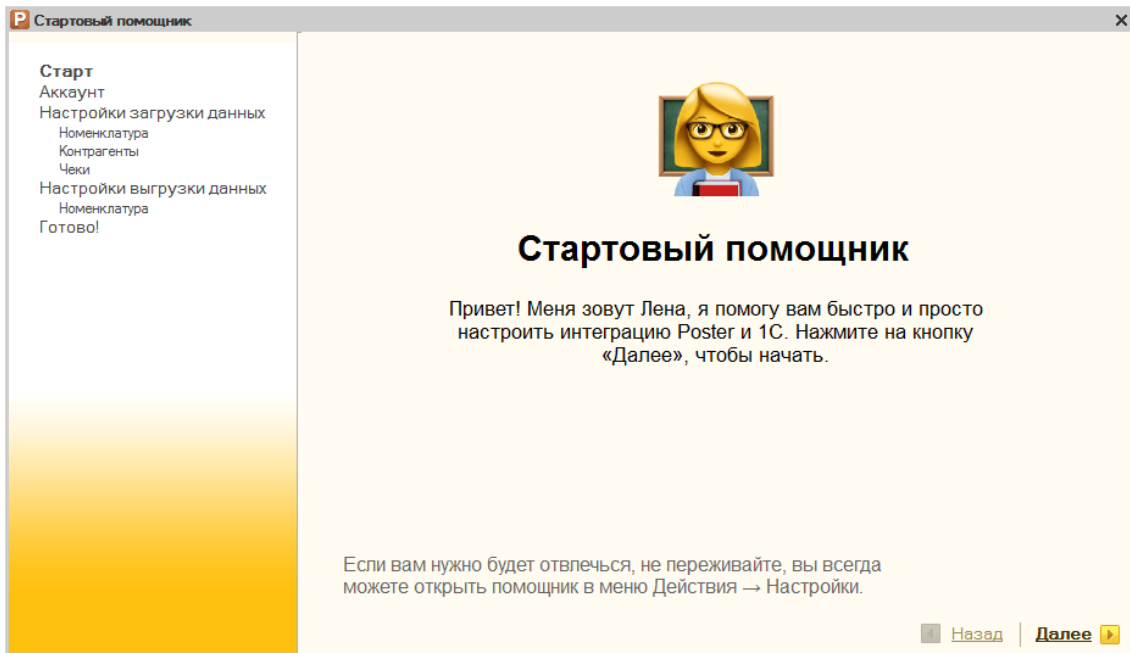 P Стартовый помощник
Старт
Аккаунт
Настройки загрузки данных
Номенклатура
Контрагенты
Чеки
Настройки выгрузки данных
Номенклатура
Готово!
Стартовый помощник
Привет! Меня зовут Лена, я помогу вам быстро и просто
настроить интеграцию Poster и 1С. Нажмите на кнопку
«Далее», чтобы начать.
Если вам нужно будет отвлечься, не переживайте, вы всегда
можете открыть помощник в меню Действия → Настройки.
Назад
Далее